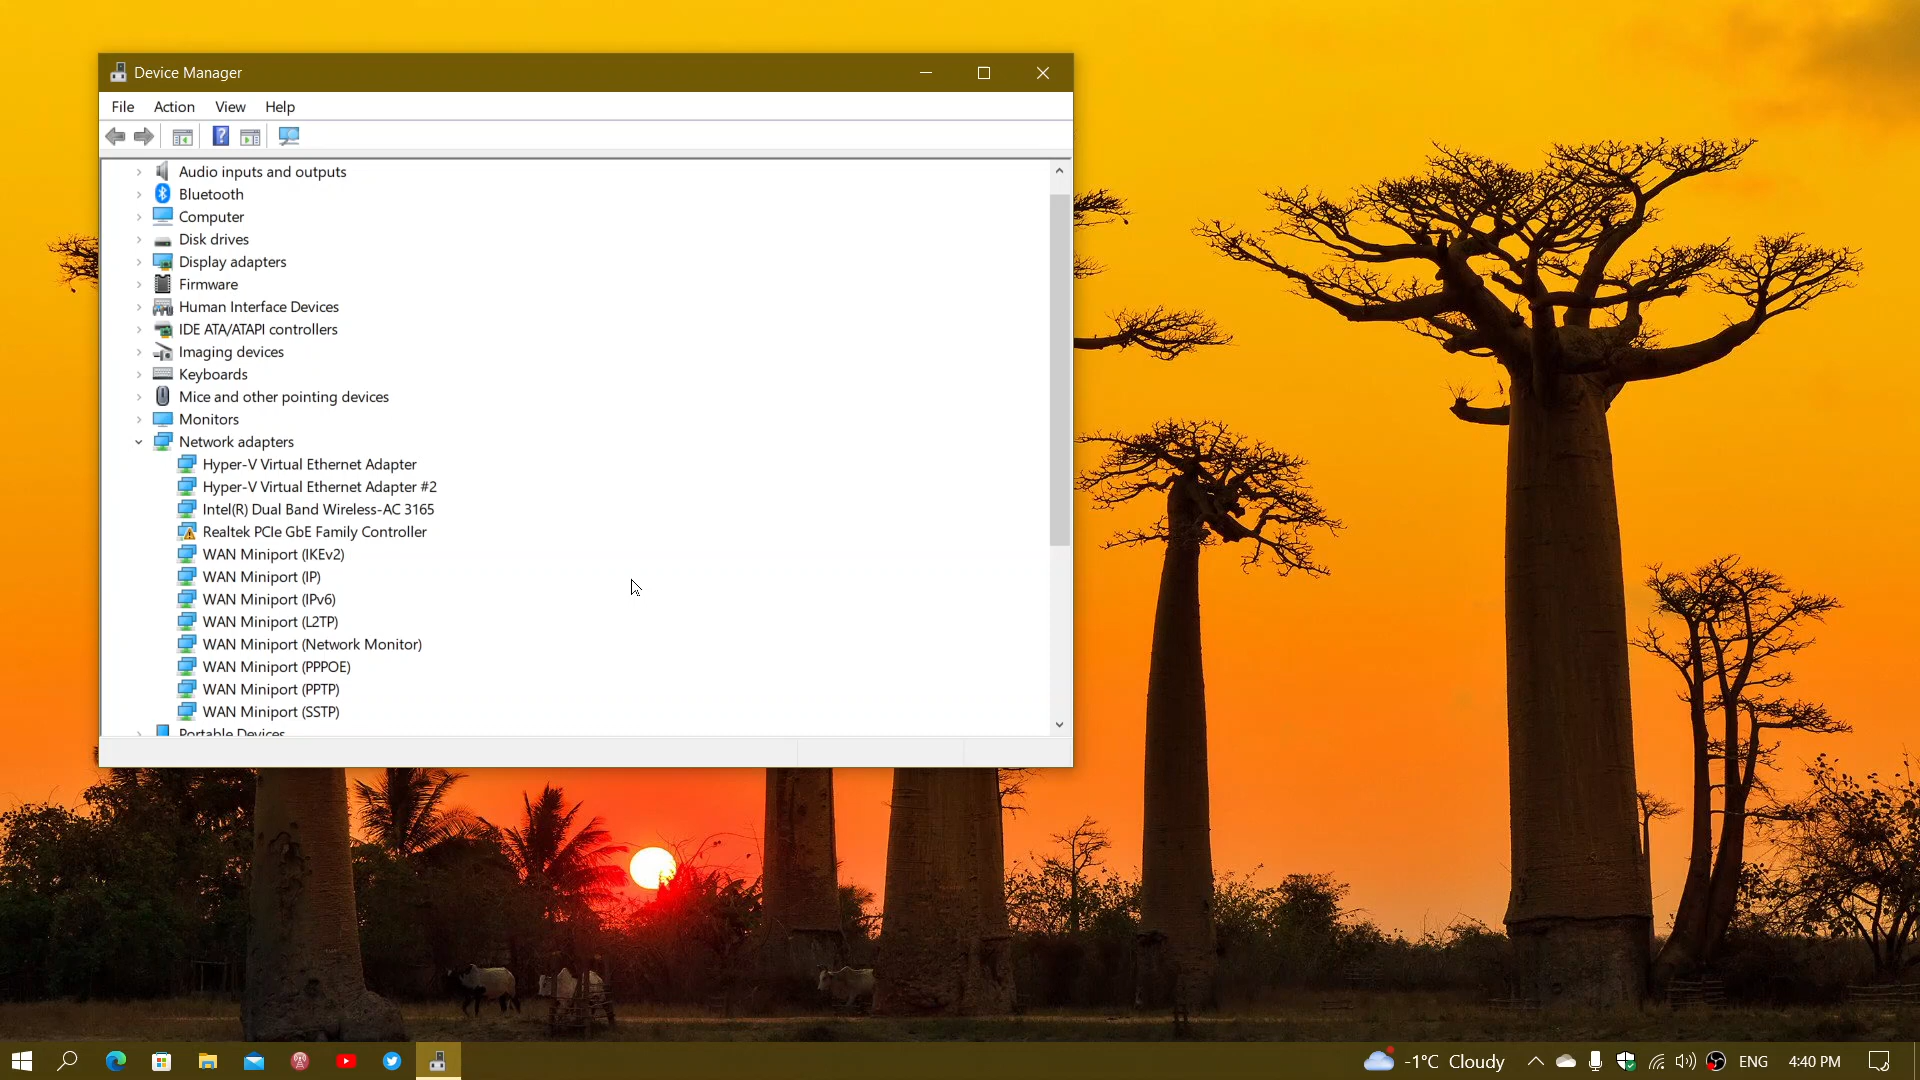 Device Manager
File Action View Help
Audio inputs and outputs
Bluetooth
Computer
Disk drives
Display adapters
Firmware
Human Interface Devices
IDE ATA/ATAPI controllers
Imaging devices
Keyboards
Mice and other pointing devices
Monitors
Network adapters
Hyper-V Virtual Ethernet Adapter
Hyper-V Virtual Ethernet Adapter #2
Intel(R) Dual Band Wireless-AC 3165
Realtek PCIe GbE Family Controller
WAN Miniport (IKEv2)
WAN Miniport (IP)
WAN Miniport (IPv6)
WAN Miniport (L2TP)
WAN Miniport (Network Monitor)
WAN Miniport (PPPOE)
WAN Miniport (PPTP)
WAN Miniport (SSTP)
Portable Devices
-1°C Cloudy ENG 4:40 PM